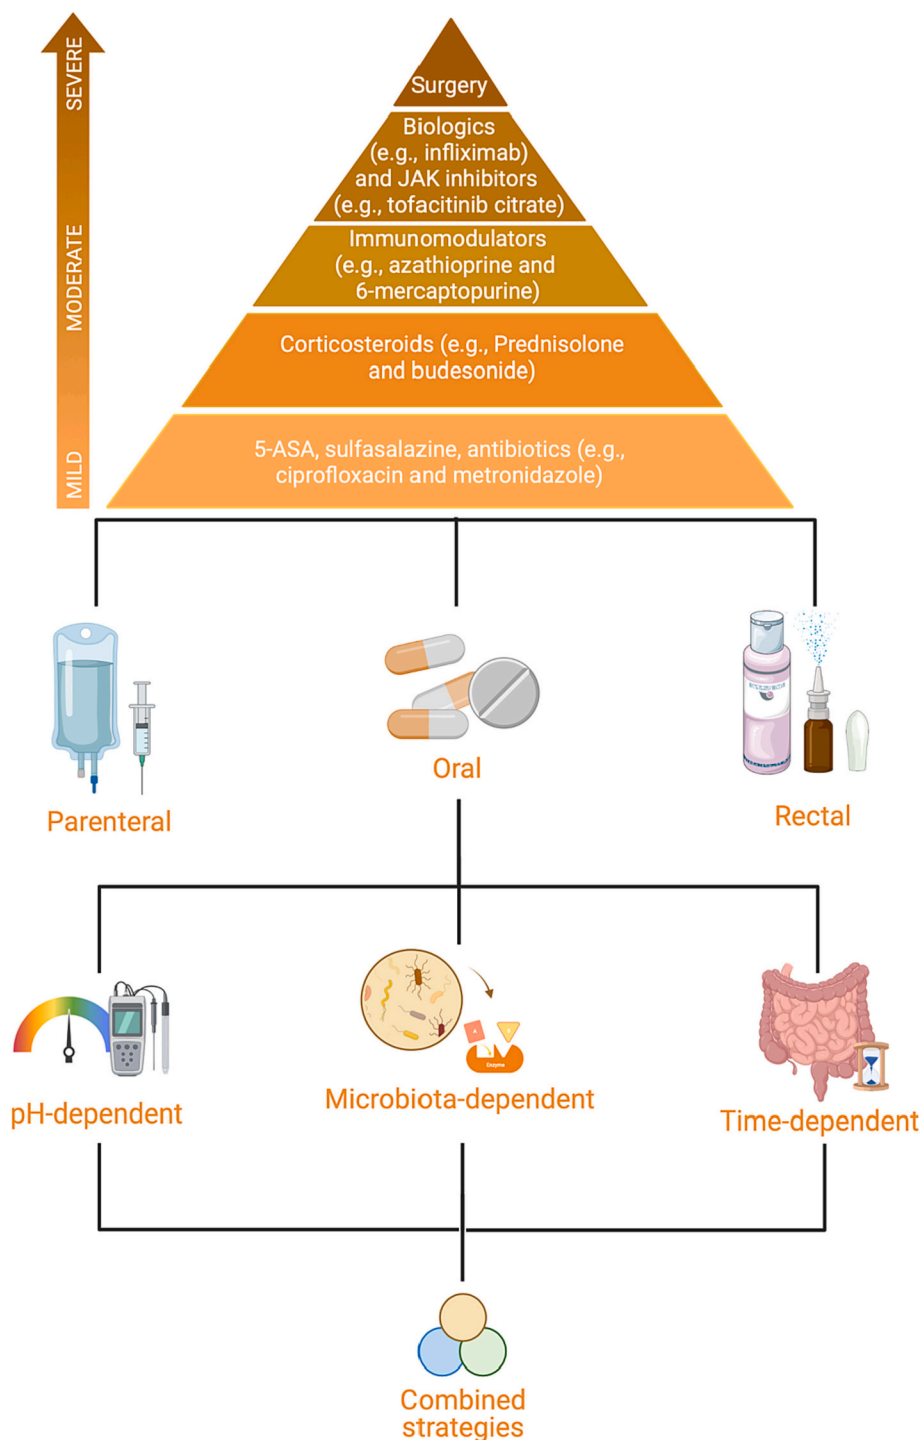 SEVERE
MODERATE
MILD
Surgery
Biologics
(e.g., infliximab)
and JAK inhibitors
(e.g., tofacitinib citrate)
Immunomodulators
(e.g., azathioprine and
6-mercaptopurine)
Corticosteroids (e.g., Prednisolone
and budesonide)
5-ASA, sulfasalazine, antibiotics (e.g.,
ciprofloxacin and metronidazole)
Parenteral
Oral
Rectal
Enzyme
pH-dependent
Microbiota-dependent
Time-dependent
Combined
strategies